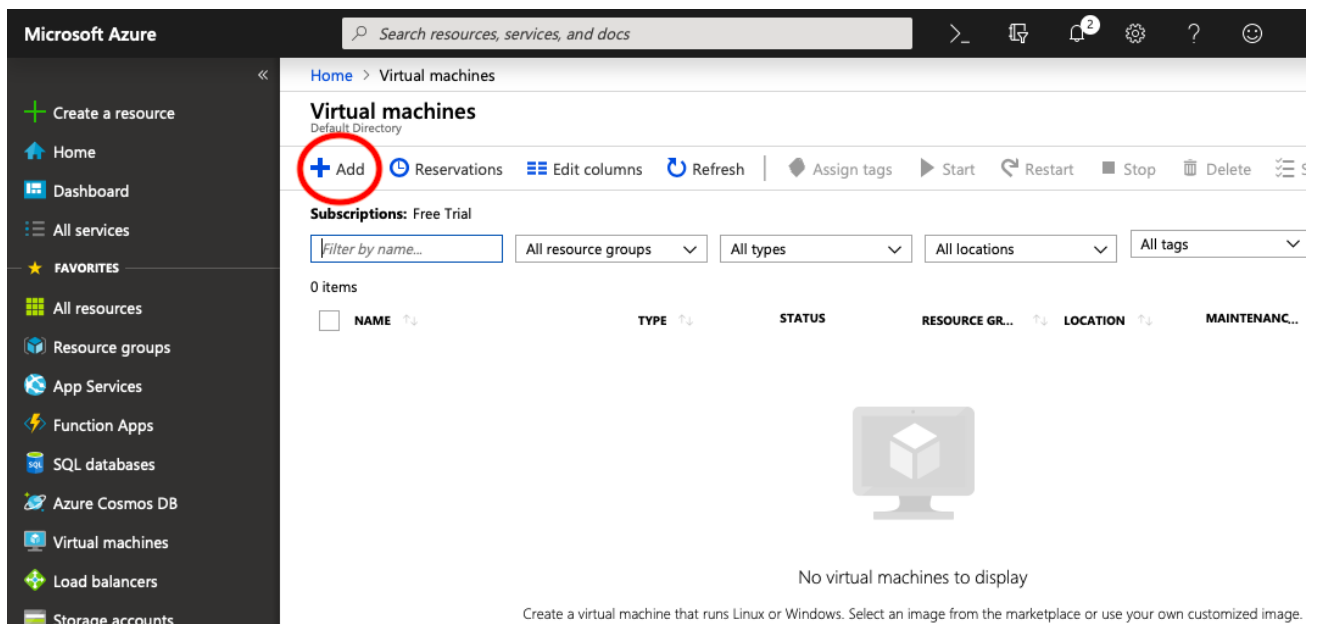 Microsoft Azure
Search resources, services, and docs
>_
2
?
«
Home > Virtual machines
Create a resource
Home
Dashboard
All services
FAVORITES
All resources
Resource groups
App Services
Function Apps
SQL
SQL databases
Azure Cosmos DB
Virtual machines
Load balancers
Storage accounts
Virtual machines
Default Directory
+ Add Reservations Edit columns Refresh Assign tags Start Restart Stop Delete S
Subscriptions: Free Trial
Filter by name... All resource groups All types All locations All tags
0 items
NAME TYPE STATUS RESOURCE GR... LOCATION MAINTENANC...
No virtual machines to display
Create a virtual machine that runs Linux or Windows. Select an image from the marketplace or use your own customized image.